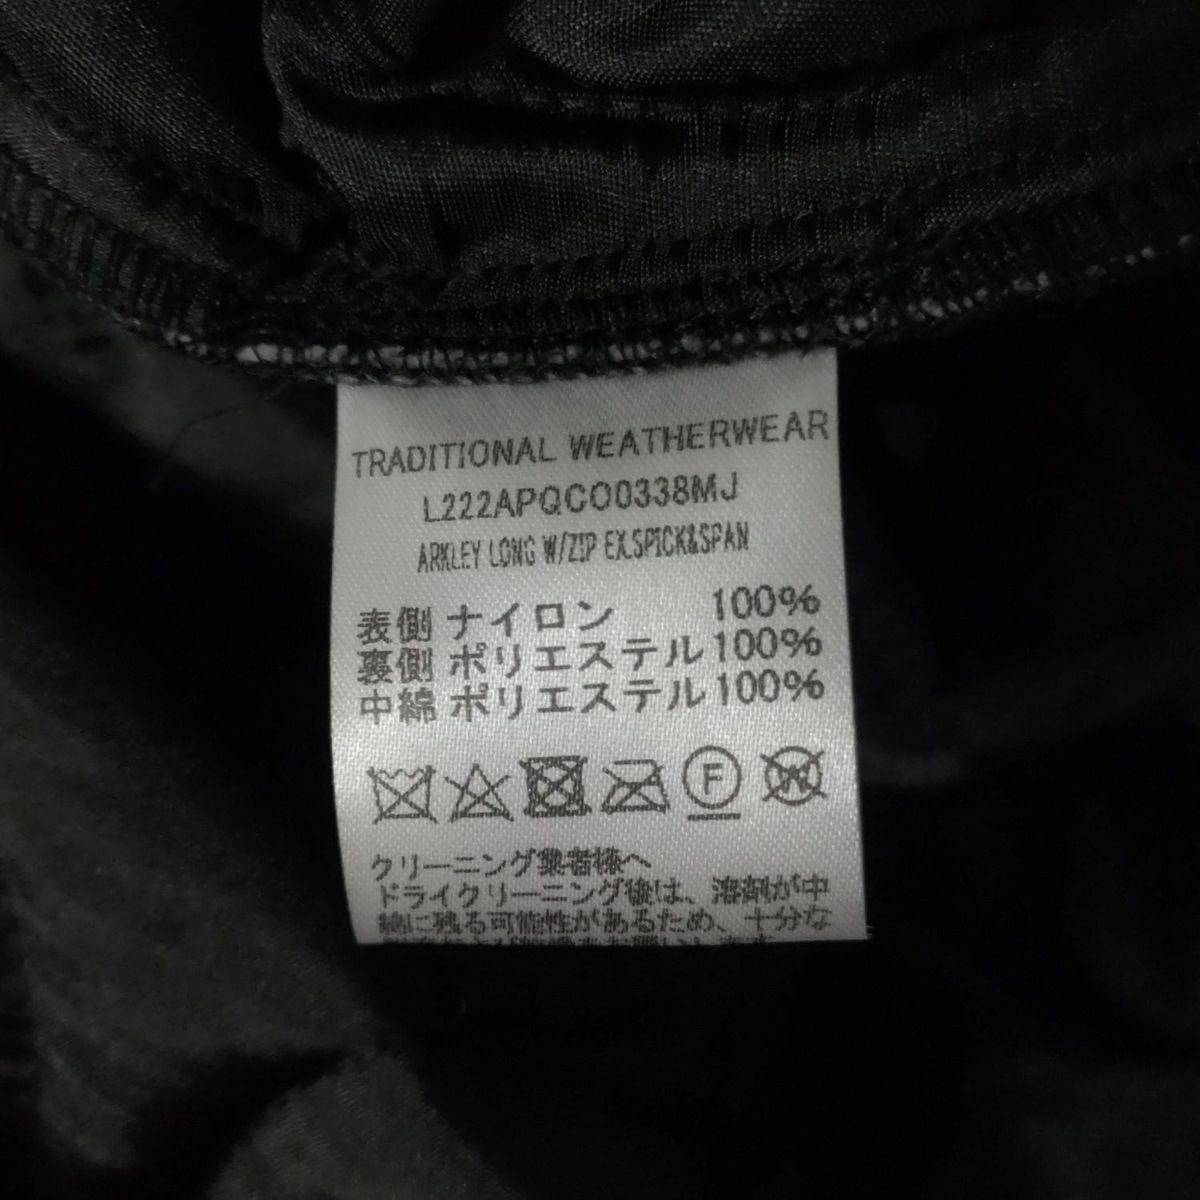 TRADITIONAL WEATHERWEAR
L222APQCO0338MJ
ARKLEY LONG W/ZIP EX.SPICK&SPAN
表側 ナイロン 100%
裏側 ポリエステル 100%
中綿 ポリエステル 100%
F W
クリーニング業者様へ
ドライクリーニング後は、溶剤が中
綿に残る可能性があるため、十分な